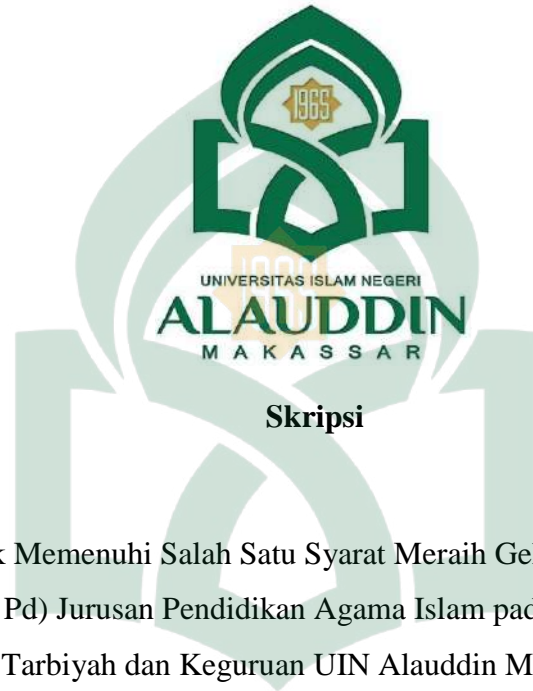 1965
UNIVERSITAS ISLAM NEGERI
ALAUDDIN
MAKASSAR
Skripsi
Memenuhi Salah Satu Syarat Meraih
Pd) Jurusan Pendidikan Agama Islam
Tarbiyah dan Keguruan UIN Alauddin